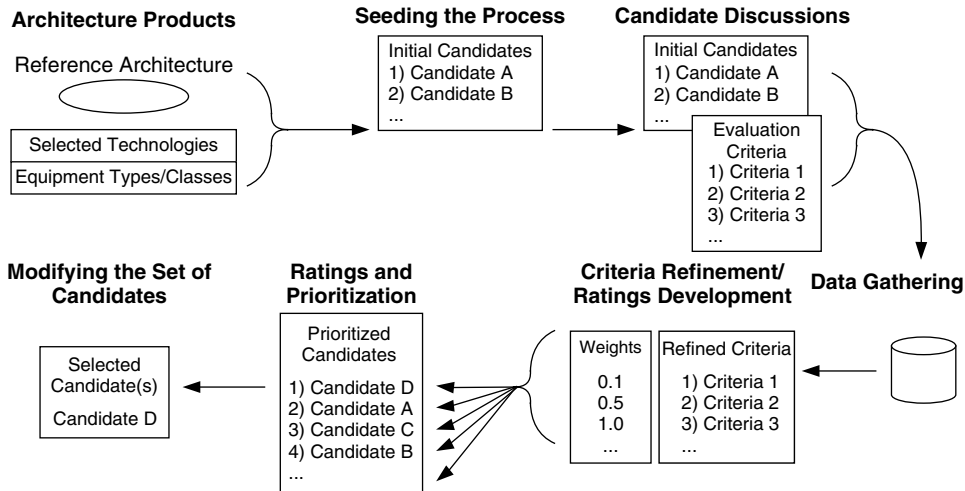 Architecture Products
Reference Architecture
Selected Technologies
Equipment Types/Classes
Seeding the Process
Initial Candidates
1) Candidate A
2) Candidate B
...
Candidate Discussions
Initial Candidates
1) Candidate A
2) Candidate B
...
Evaluation
Criteria
1) Criteria 1
2) Criteria 2
3) Criteria 3
...
Data Gathering
Criteria Refinement/
Ratings Development
Weights
0.1
0.5
1.0
...
Refined Criteria
1) Criteria 1
2) Criteria 2
3) Criteria 3
...
Ratings and
Prioritization
Prioritized
Candidates
1) Candidate D
2) Candidate A
3) Candidate C
4) Candidate B
...
Modifying the Set of
Candidates
Selected
Candidate(s)
Candidate D